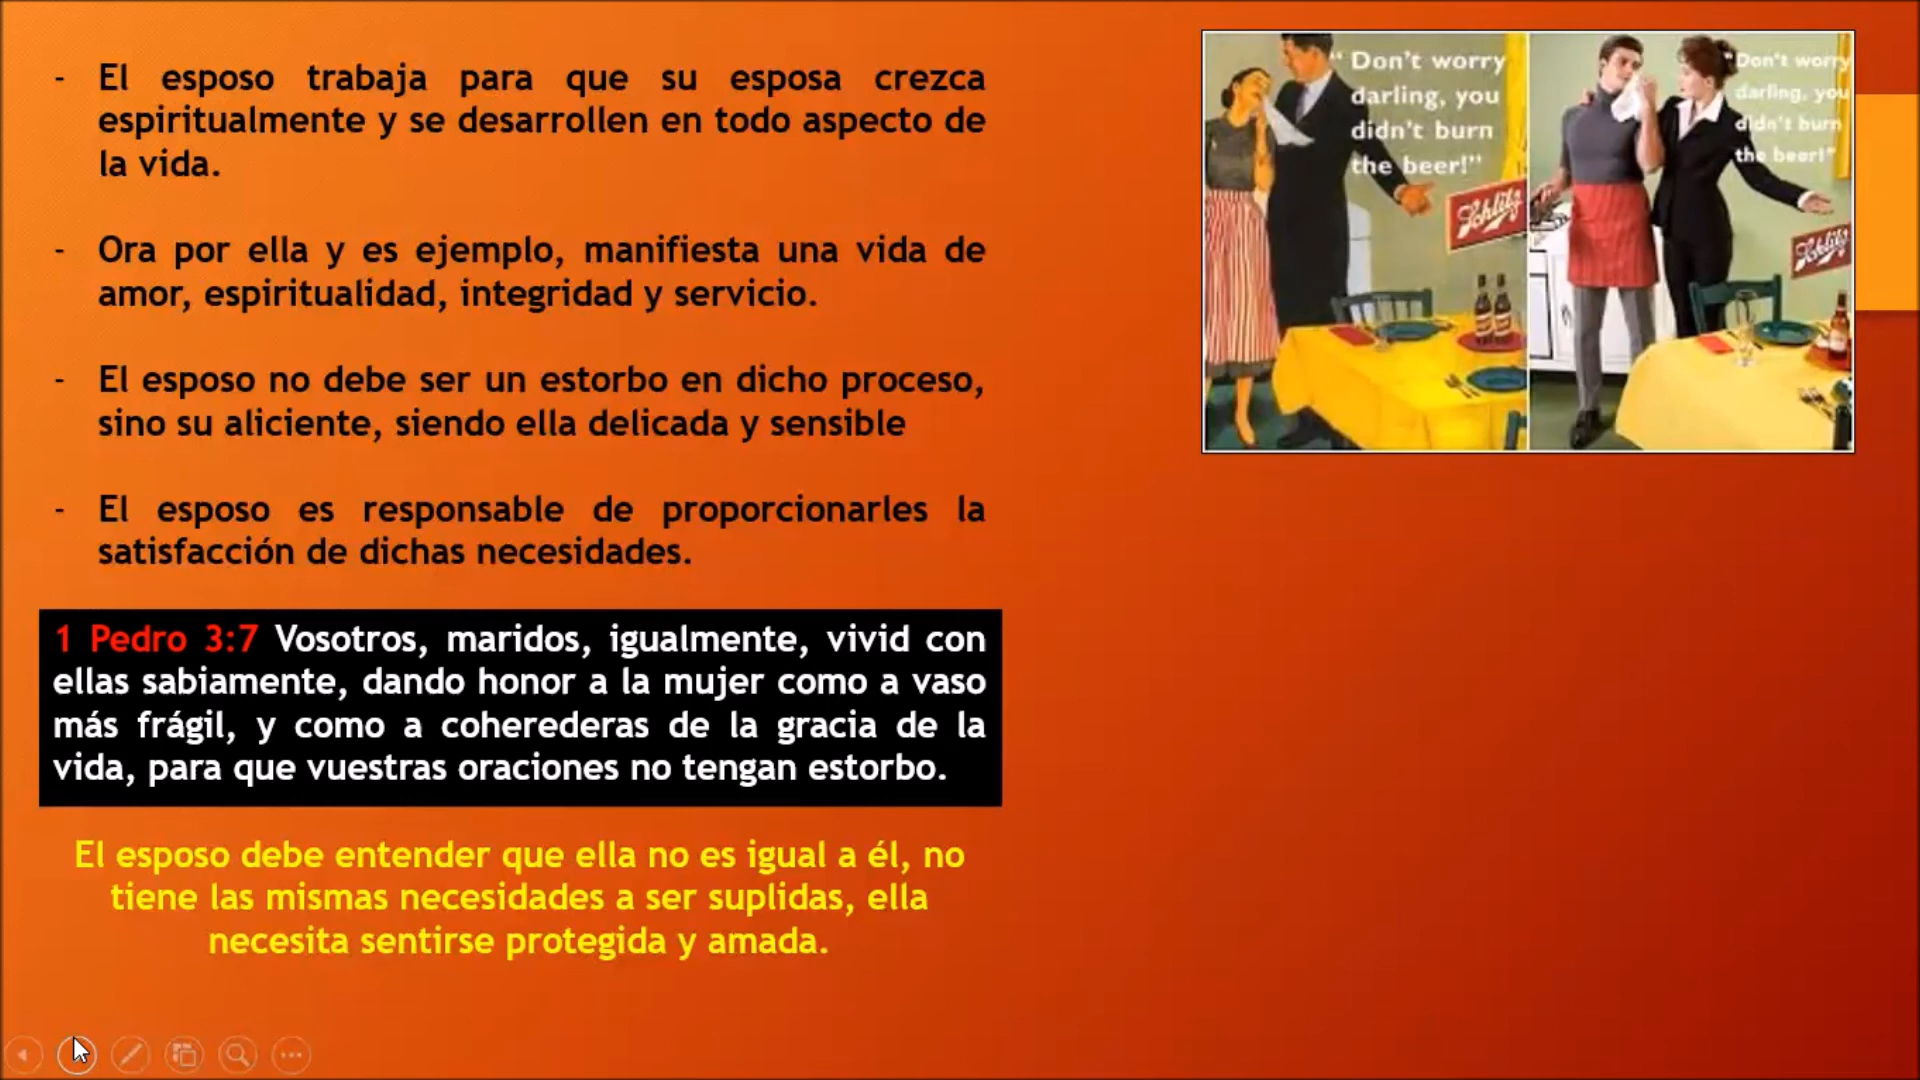 - El esposo trabaja para que su esposa crezca
espiritualmente y se desarrollen en todo aspecto de
la vida.
- Ora por ella y es ejemplo, manifiesta una vida de
amor, espiritualidad, integridad y servicio.
- El esposo no debe ser un estorbo en dicho proceso,
sino su aliciente, siendo ella delicada y sensible
- El esposo es responsable de proporcionarles la
satisfacción de dichas necesidades.
1 Pedro 3:7 Vosotros, maridos, igualmente, vivid con
ellas sabiamente, dando honor a la mujer como a vaso
más frágil, y como a coherederas de la gracia de la
vida, para que vuestras oraciones no tengan estorbo.
El esposo debe entender que ella no es igual a él, no
tiene las mismas necesidades a ser suplidas, ella
necesita sentirse protegida y amada.
“ Don’t worry
darling, you
didn’t burn
the beer!”
Schlitz
“Don’t worry
darling, you
didn’t burn
the beer!”
Schlitz